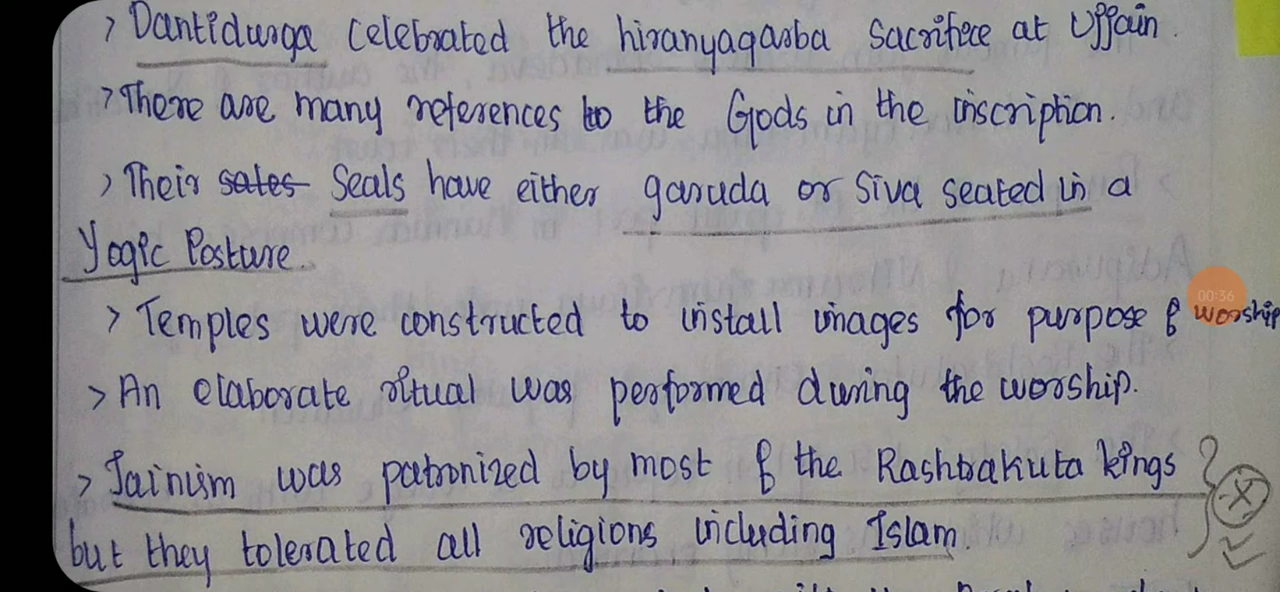 > Dantidurga celebrated the hiranyagarba Sacrifice at Ujjain.
> There are many references to the Gods in the inscription.
> Their sates Seals have either garuda or Siva seated in a
Yogic Posture.
00:36
> Temples were constructed to install images for purpose of worship
> An elaborate ritual was performed during the worship.
> Jainism was patronized by most of the Rashtrakuta kings
but they tolerated all religions including Islam.